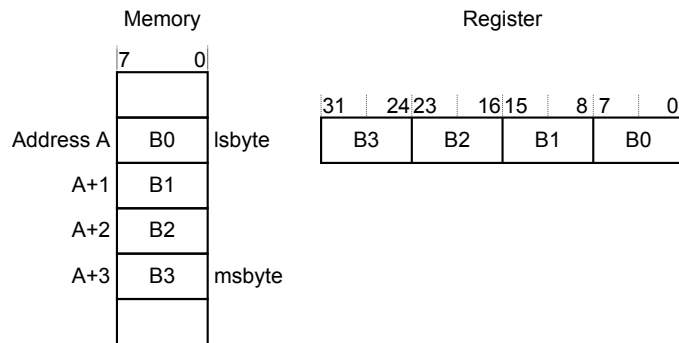 Memory
Register
7 0
31 24 23 16 15 8 7 0
Address A B0 lsbyte
B3 B2 B1 B0
A+1 B1
A+2 B2
A+3 B3 msbyte